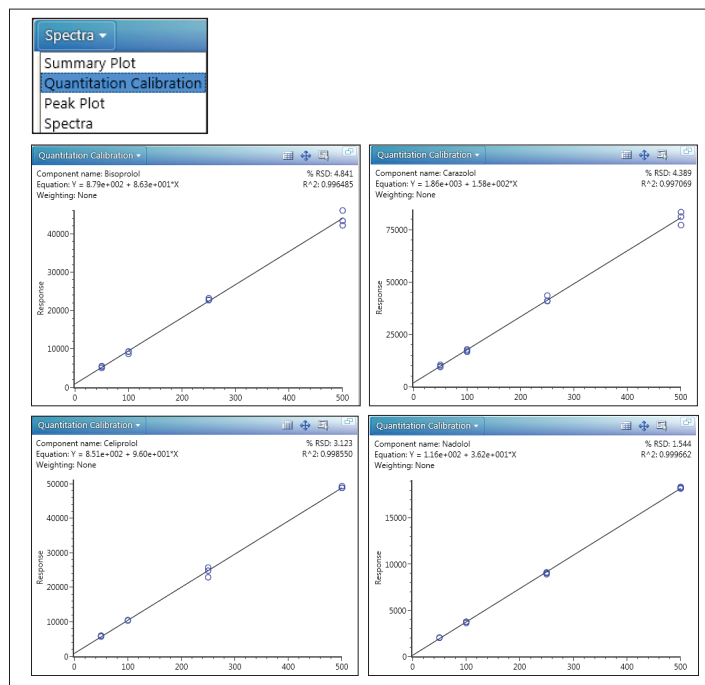 Spectra
Summary Plot
Quantitation Calibration
Peak Plot
Spectra
Quantitation Calibration
Component name: Bisoprolol % RSD: 4.841
Equation: Y = 8.79e+002 + 8.63e+001*X R^2: 0.996485
Weighting: None
Response
40000
30000
20000
10000
0
0 100 200 300 400 500
Quantitation Calibration
Component name: Carazolol % RSD: 4.389
Equation: Y = 1.86e+003 + 1.58e+002*X R^2: 0.997069
Weighting: None
Response
75000
50000
25000
0
0 100 200 300 400 500
Quantitation Calibration
Component name: Celiprolol % RSD: 3.123
Equation: Y = 8.51e+002 + 9.60e+001*X R^2: 0.998550
Weighting: None
Response
50000
40000
30000
20000
10000
0
0 100 200 300 400 500
Quantitation Calibration
Component name: Nadolol % RSD: 1.544
Equation: Y = 1.16e+002 + 3.62e+001*X R^2: 0.999662
Weighting: None
Response
15000
10000
5000
0
0 100 200 300 400 500